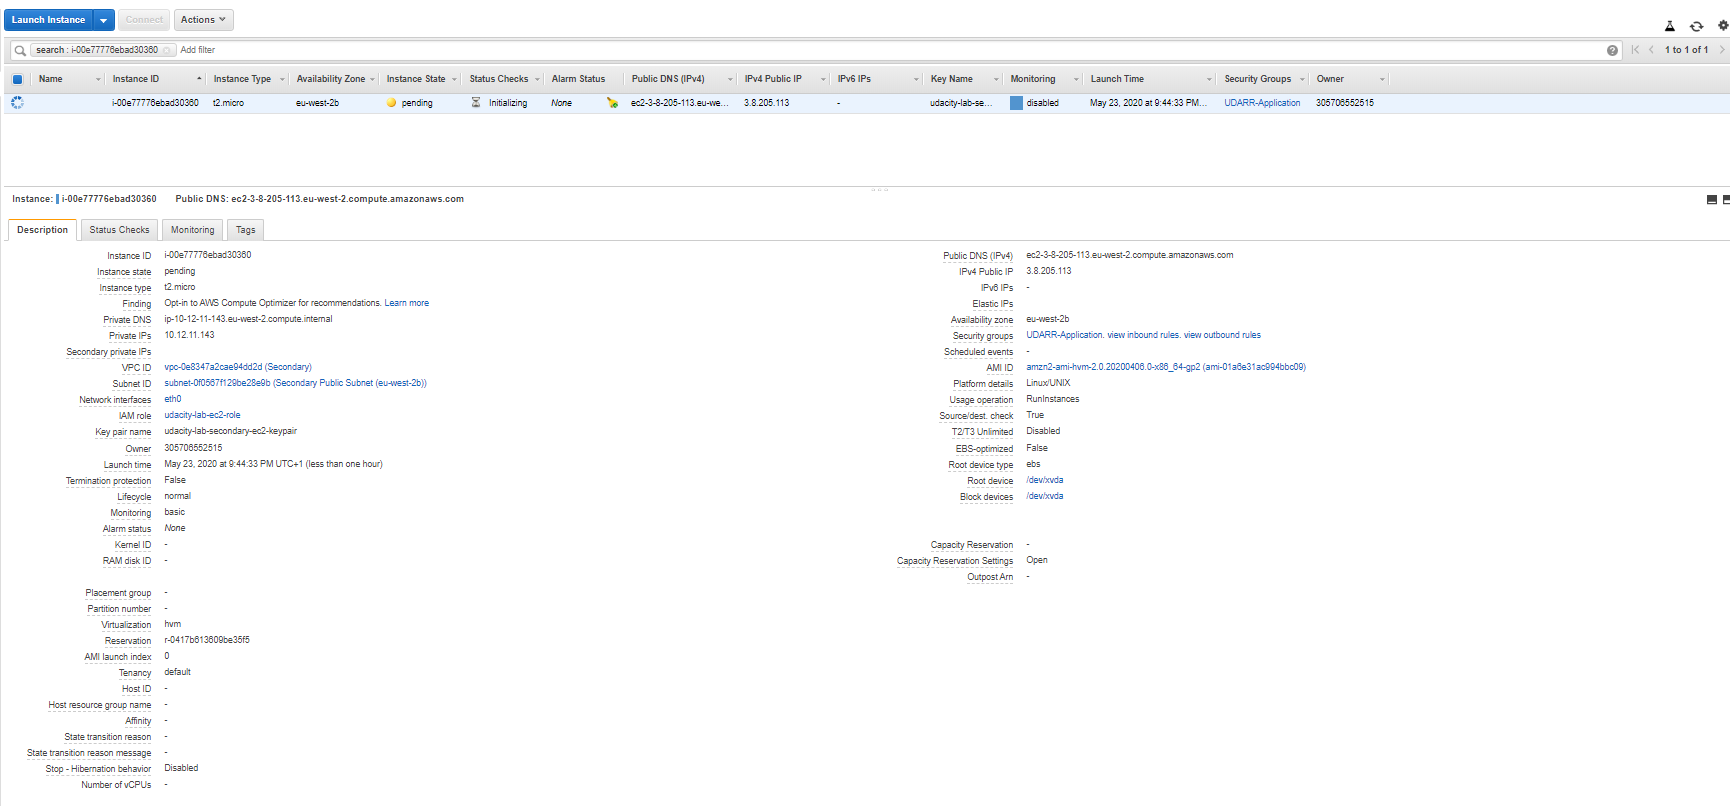 Launch Instance Connect Actions
search : i-00e77776ebad30360 Add filter 1 to 1 of 1
Name Instance ID Instance Type Availability Zone Instance State Status Checks Alarm Status Public DNS (IPv4) IPv4 Public IP IPv6 IPs Key Name Monitoring Launch Time Security Groups Owner
i-00e77776ebad30360 t2.micro eu-west-2b pending Initializing None ec2-3-8-205-113.eu-we... 3.8.205.113 - udacity-lab-se... disabled May 23, 2020 at 9:44:33 PM... UDARR-Application 305706552515
Instance: i-00e77776ebad30360 Public DNS: ec2-3-8-205-113.eu-west-2.compute.amazonaws.com
Description Status Checks Monitoring Tags
Instance ID i-00e77776ebad30360
Instance state pending
Instance type t2.micro
Finding Opt-in to AWS Compute Optimizer for recommendations. Learn more
Private DNS ip-10-12-11-143.eu-west-2.compute.internal
Private IPs 10.12.11.143
Secondary private IPs
VPC ID vpc-0e8347a2cae94dd2d (Secondary)
Subnet ID subnet-0f0567f129be28e9b (Secondary Public Subnet (eu-west-2b))
Network interfaces eth0
IAM role udacity-lab-ec2-role
Key pair name udacity-lab-secondary-ec2-keypair
Owner 305706552515
Launch time May 23, 2020 at 9:44:33 PM UTC+1 (less than one hour)
Termination protection False
Lifecycle normal
Monitoring basic
Alarm status None
Kernel ID -
RAM disk ID -
Placement group -
Partition number -
Virtualization hvm
Reservation r-0417b613609be35f5
AMI launch index 0
Tenancy default
Host ID -
Host resource group name -
Affinity -
State transition reason -
State transition reason message -
Stop - Hibernation behavior Disabled
Number of vCPUs -
Public DNS (IPv4) ec2-3-8-205-113.eu-west-2.compute.amazonaws.com
IPv4 Public IP 3.8.205.113
IPv6 IPs -
Elastic IPs
Availability zone eu-west-2b
Security groups UDARR-Application. view inbound rules. view outbound rules
Scheduled events -
AMI ID amzn2-ami-hvm-2.0.20200406.0-x86_64-gp2 (ami-01a6e31ac994bbc09)
Platform details Linux/UNIX
Usage operation RunInstances
Source/dest. check True
T2/T3 Unlimited Disabled
EBS-optimized False
Root device type ebs
Root device /dev/xvda
Block devices /dev/xvda
Capacity Reservation -
Capacity Reservation Settings Open
Outpost Arn -